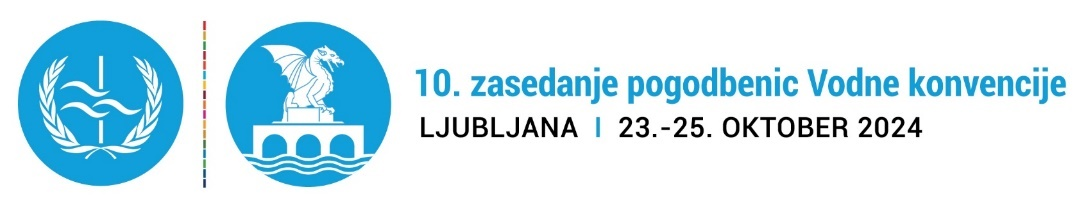 10. zasedanje pogodbenic Vodne konvencije
LJUBLJANA | 23.-25. OKTOBER 2024